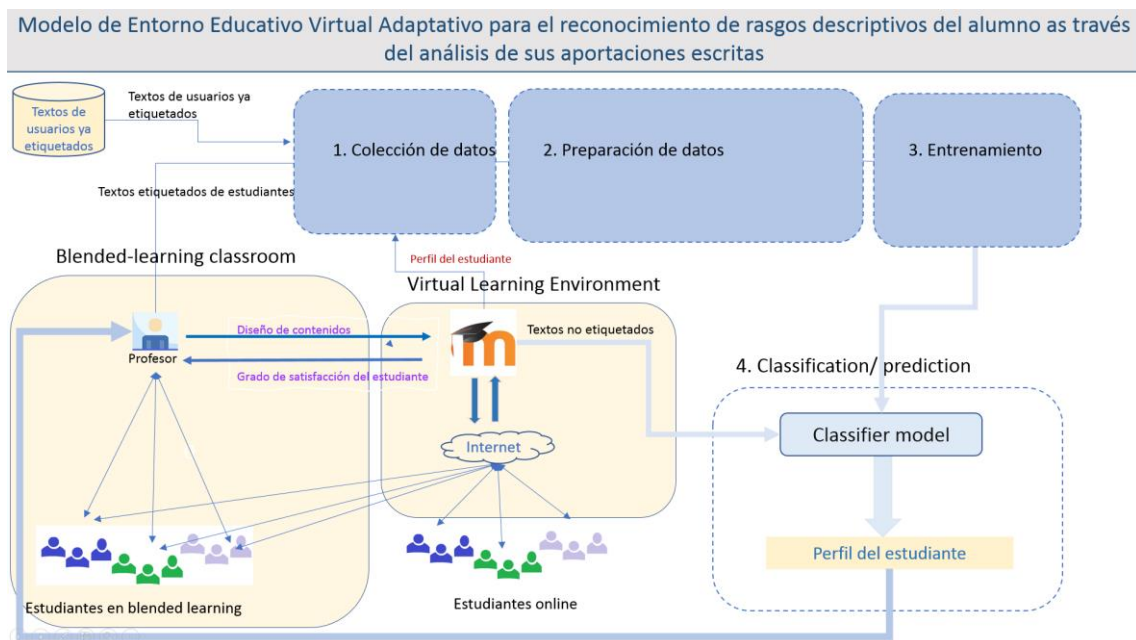 Modelo de Entorno Educativo Virtual Adaptativo para el reconocimiento de rasgos descriptivos del alumno as través
del análisis de sus aportaciones escritas
Textos de
usuarios ya
etiquetados
Textos de usuarios ya
etiquetados
1. Colección de datos
2. Preparación de datos
3. Entrenamiento
Textos etiquetados de estudiantes
Blended-learning classroom
Perfil del estudiante
Virtual Learning Environment
Profesor
Diseño de contenidos
Grado de satisfacción del estudiante
m
Textos no etiquetados
4. Classification/ prediction
Classifier model
Internet
Perfil del estudiante
Estudiantes en blended learning
Estudiantes online